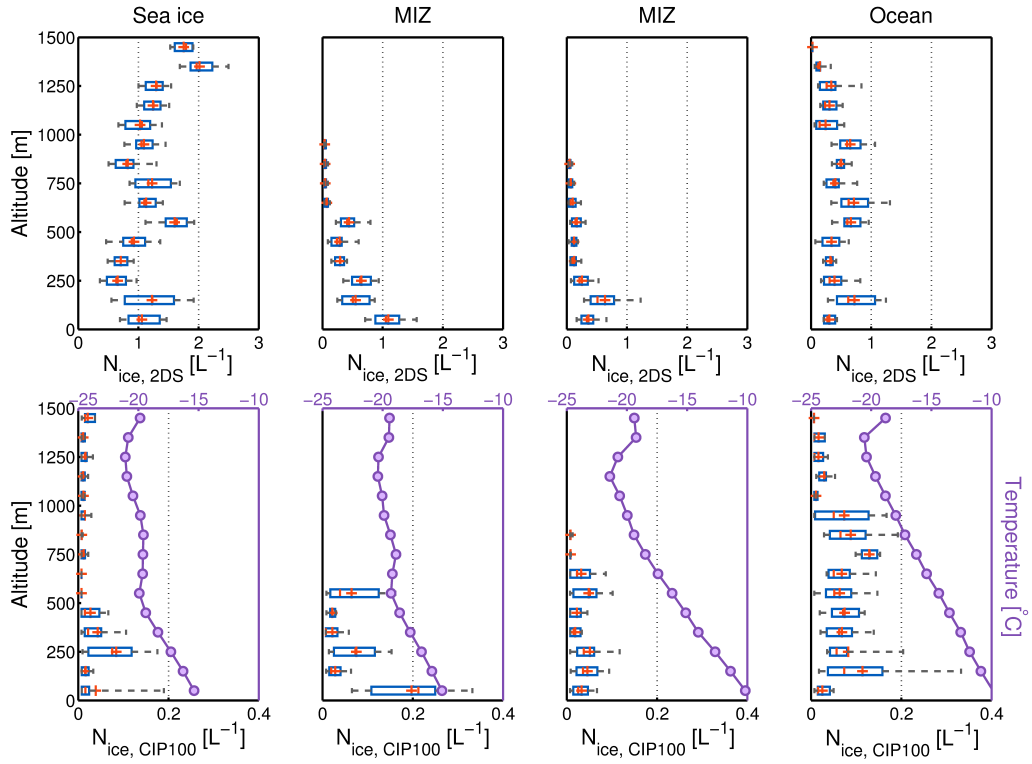 Sea ice MIZ MIZ Ocean
1500
1250
1000
750
500
250
0
Altitude [m]
0 1 2 3 0 1 2 3 0 1 2 3 0 1 2 3
N_ice, 2DS [L⁻¹] N_ice, 2DS [L⁻¹] N_ice, 2DS [L⁻¹] N_ice, 2DS [L⁻¹]
−25 −20 −15 −10 −25 −20 −15 −10 −25 −20 −15 −10 −25 −20 −15 −10
1500
1250
1000
750
500
250
0
Altitude [m]
Temperature [°C]
0 0.2 0.4 0 0.2 0.4 0 0.2 0.4 0 0.2 0.4
N_ice, CIP100 [L⁻¹] N_ice, CIP100 [L⁻¹] N_ice, CIP100 [L⁻¹] N_ice, CIP100 [L⁻¹]